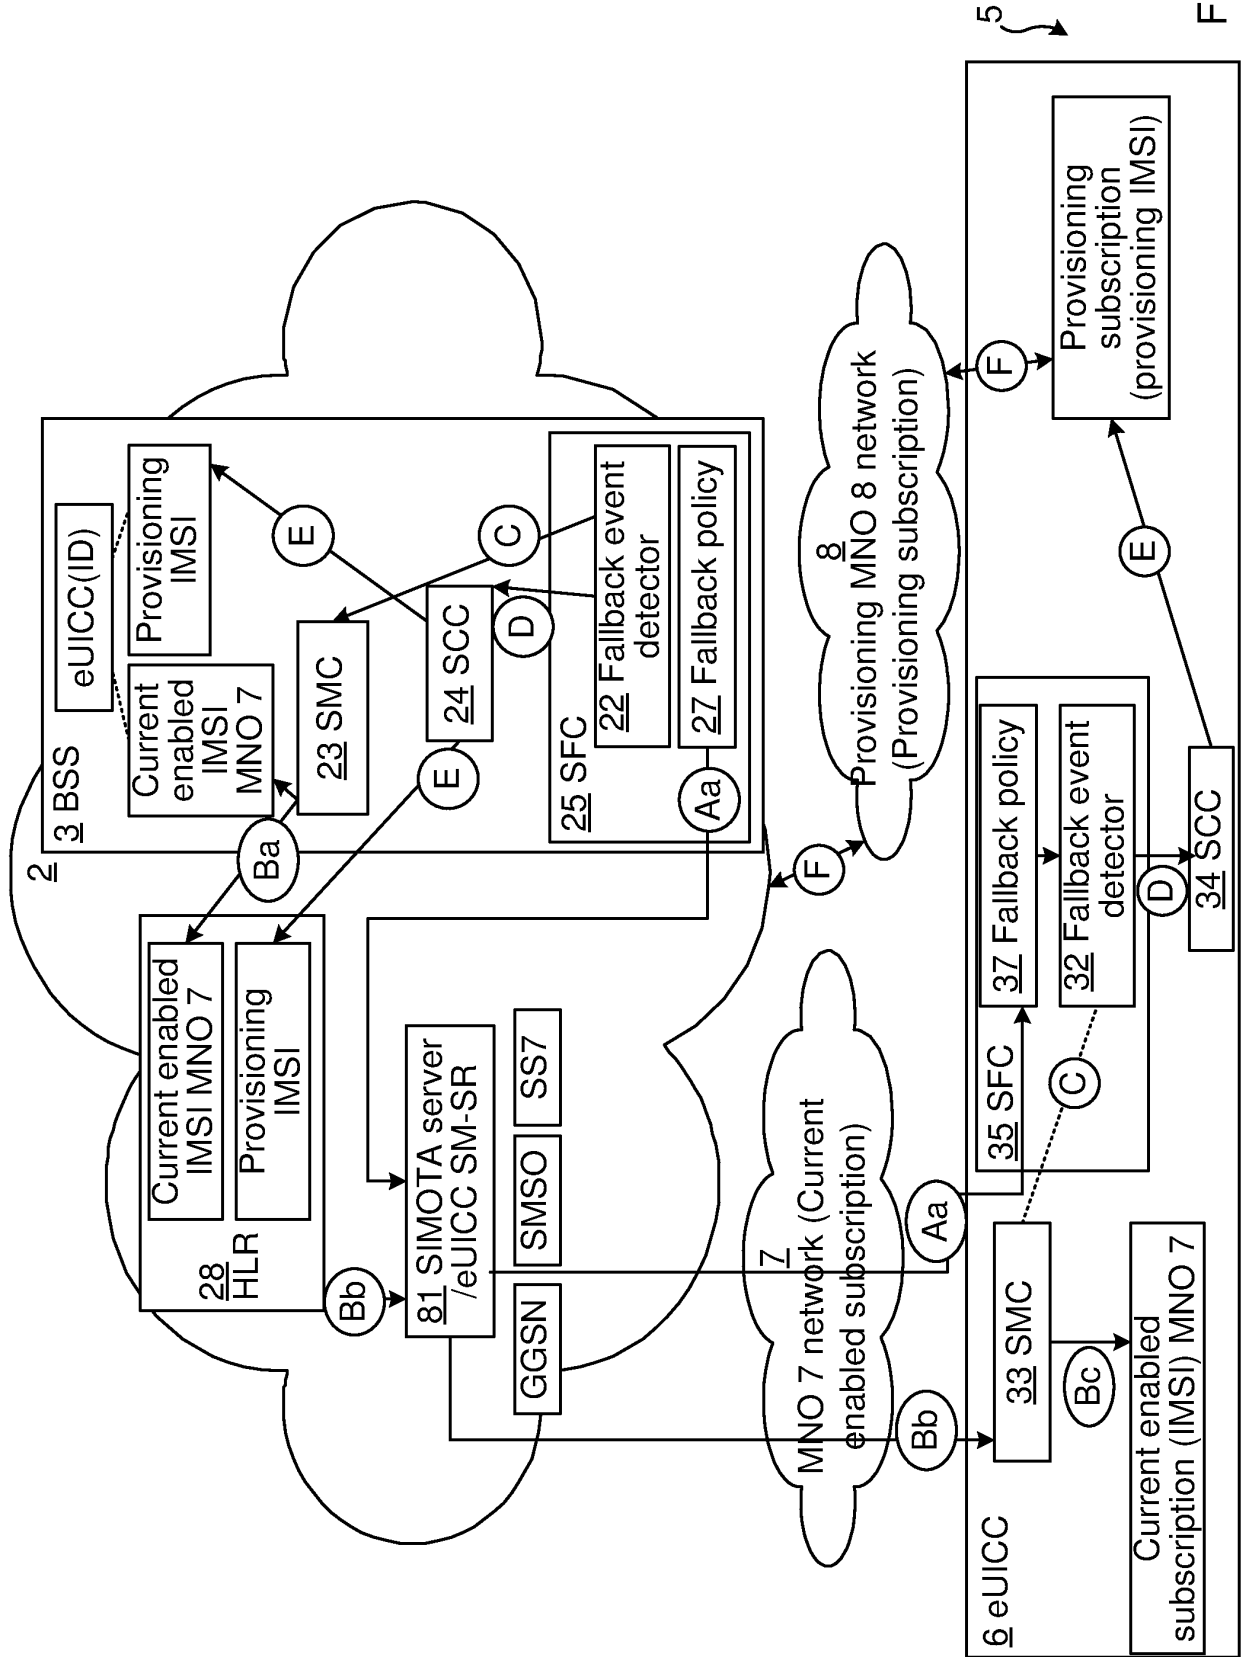 2
3 BSS
eUICC(ID)
Current
enabled
IMSI
MNO 7
Provisioning
IMSI
23 SMC
24 SCC
25 SFC
22 Fallback event
detector
27 Fallback policy
Ba
E
E
C
D
Aa
28
HLR
Current enabled
IMSI MNO 7
Provisioning
IMSI
Bb
81 SIMOTA server
/eUICC SM-SR
GGSN
SMSO
SS7
F
7
MNO 7 network (Current
enabled subscription)
8
Provisioning MNO 8 network
(Provisioning subscription)
Bb
Aa
F
5
6 eUICC
33 SMC
Bc
Current enabled
subscription (IMSI) MNO 7
C
35 SFC
37 Fallback policy
32 Fallback event
detector
D
34 SCC
E
Provisioning
subscription
(provisioning IMSI)
F